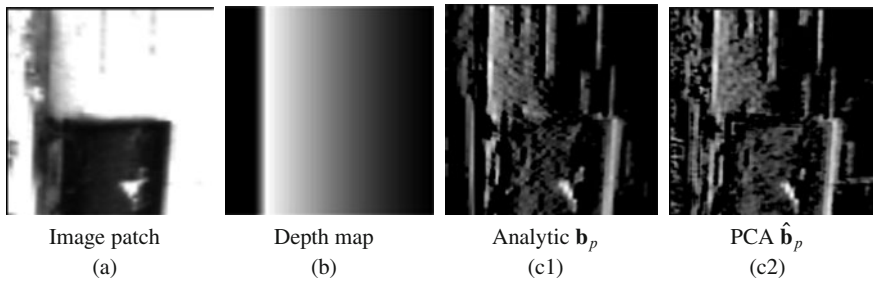 Image patch
(a)
Depth map
(b)
Analytic b_p
(c1)
PCA b̂_p
(c2)